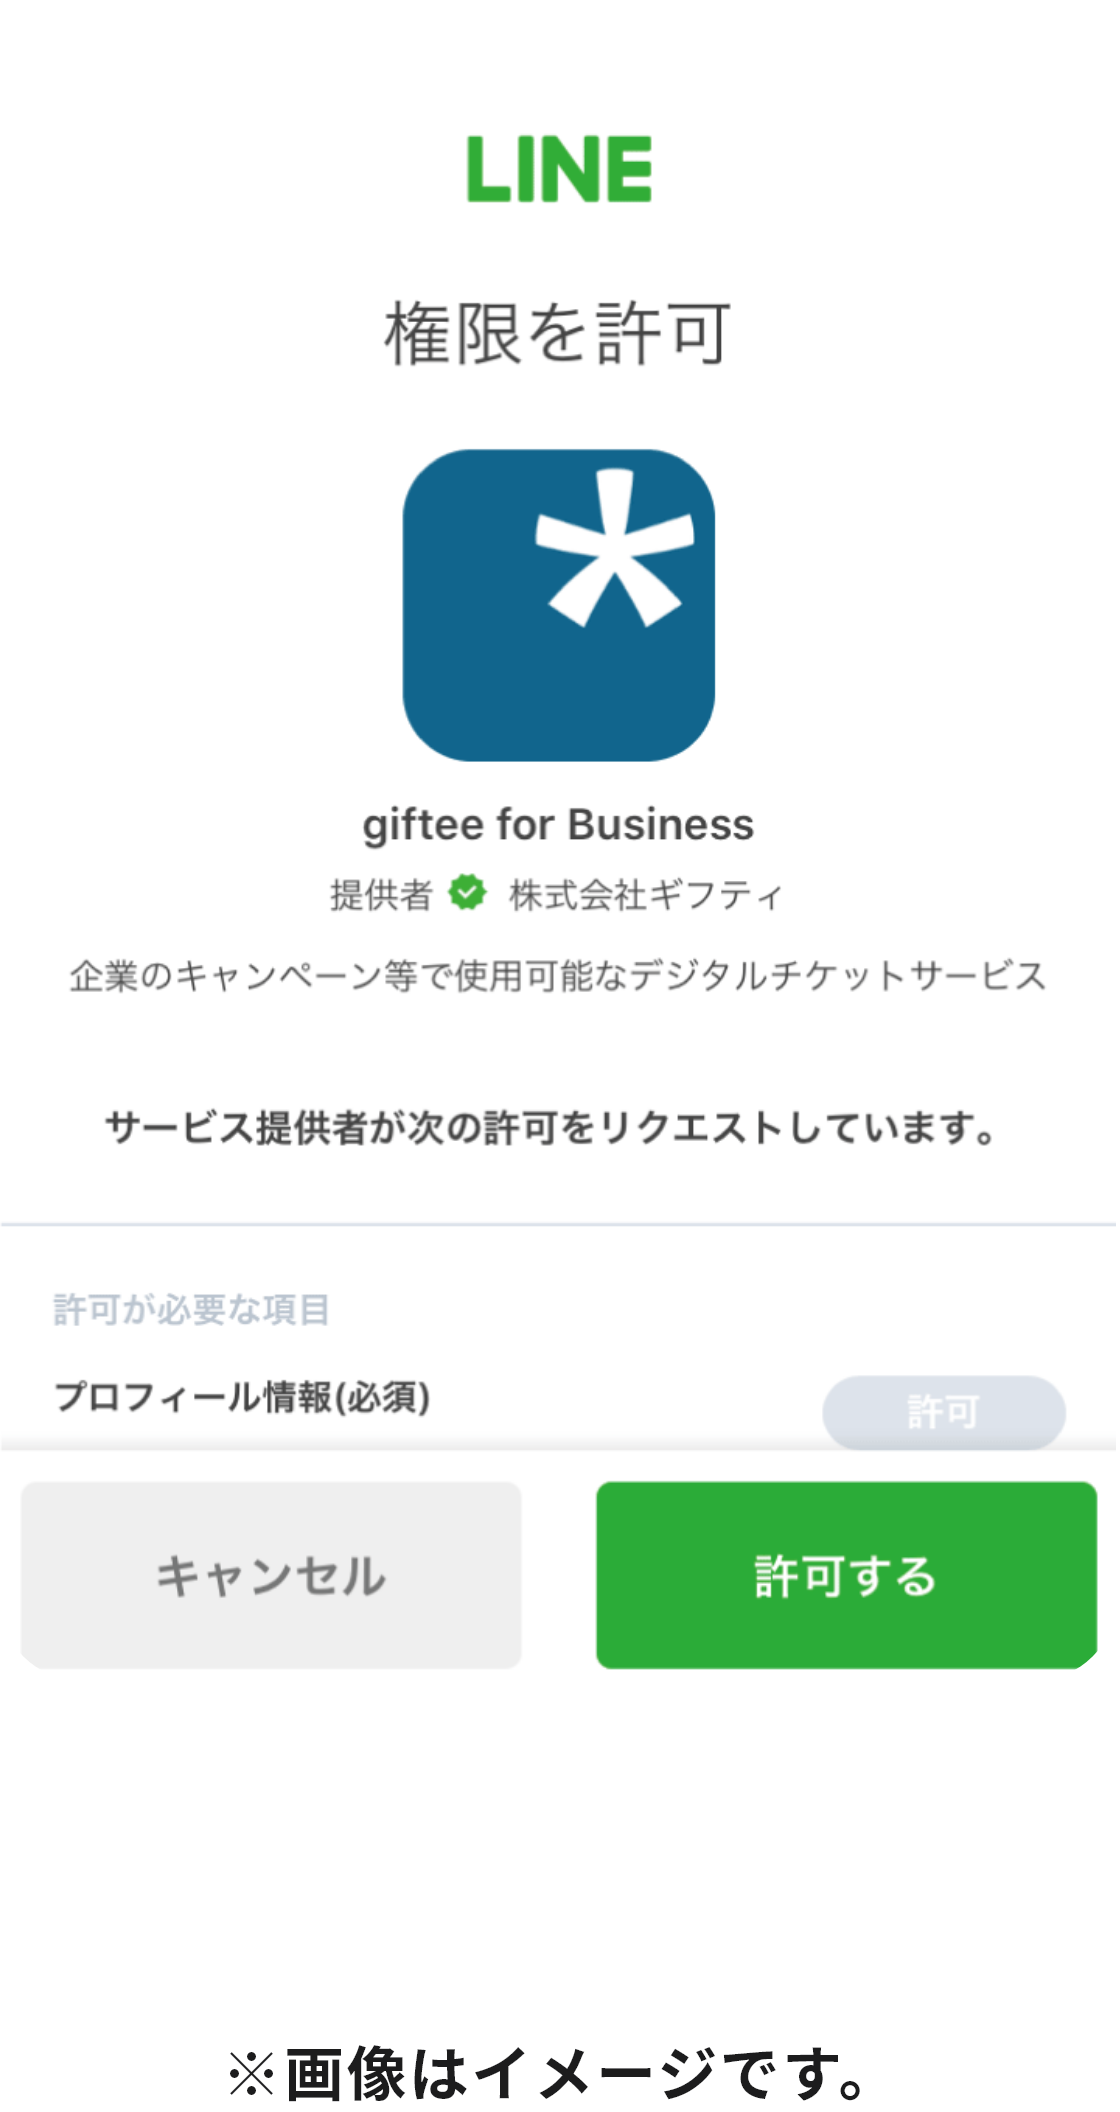 LINE
権限を許可
giftee for Business
提供者 株式会社ギフティ
企業のキャンペーン等で使用可能なデジタルチケットサービス
サービス提供者が次の許可をリクエストしています。
許可が必要な項目
プロフィール情報(必須)
許可
キャンセル
許可する
※画像はイメージです。